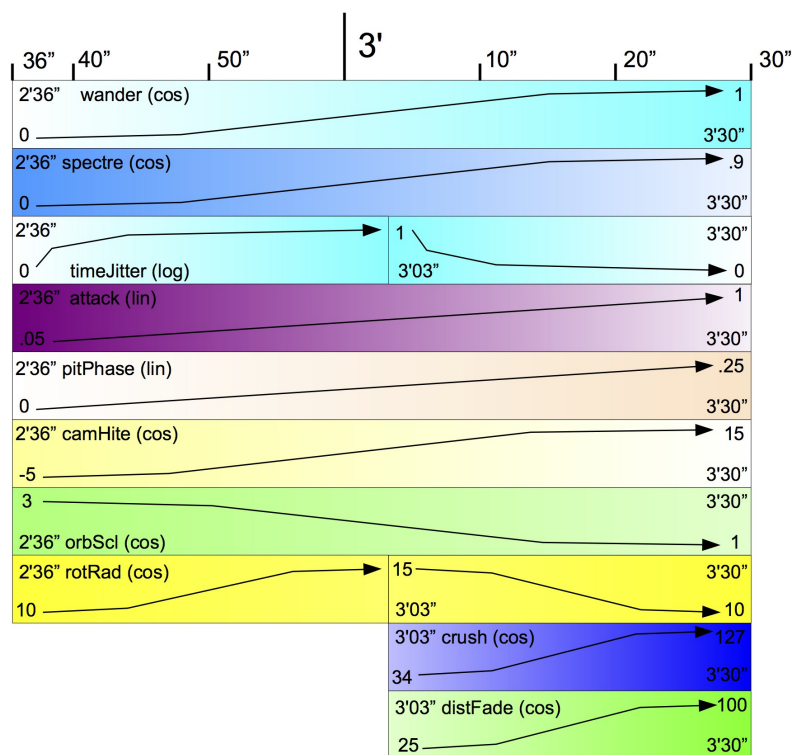 3'
36” 40” 50” 10” 20” 30”
2'36” wander (cos) 1
0 3'30”
2'36” spectre (cos) .9
0 3'30”
2'36” 1 3'30”
0 timeJitter (log) 3'03” 0
2'36” attack (lin) 1
.05 3'30”
2'36” pitPhase (lin) .25
0 3'30”
2'36” camHite (cos) 15
-5 3'30”
3 3'30”
2'36” orbScl (cos) 1
2'36” rotRad (cos) 15 3'30”
10 3'03” 10
3'03” crush (cos) 127
34 3'30”
3'03” distFade (cos) 100
25 3'30”